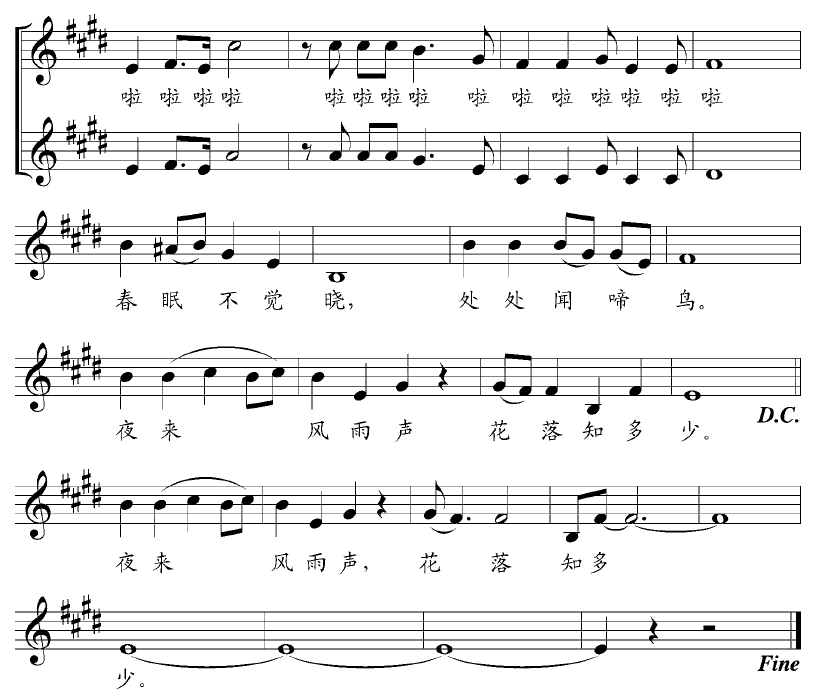 啦 啦 啦 啦 啦 啦 啦 啦 啦 啦 啦 啦 啦 啦 啦
春 眠 不 觉 晓， 处 处 闻 啼 鸟。
夜 来 风 雨 声 花 落 知 多 少。
D.C.
夜 来 风 雨 声， 花 落 知 多
少。
Fine